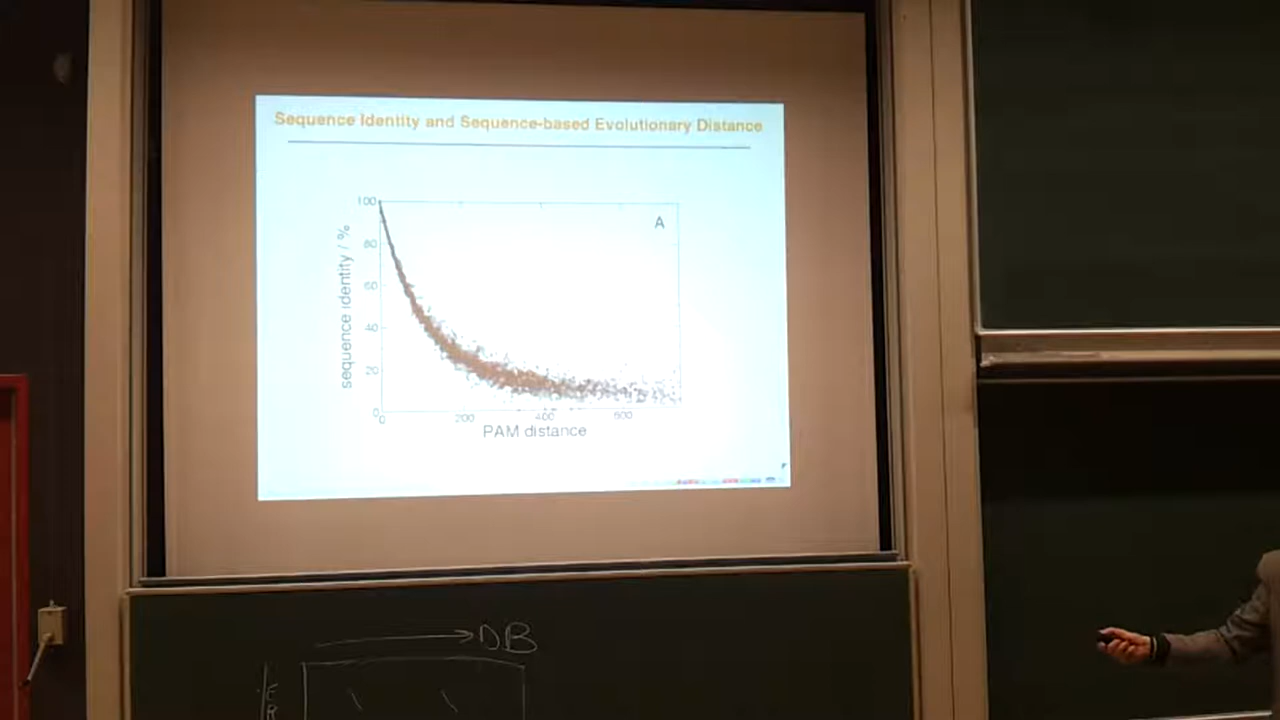 Sequence Identity and Sequence-based Evolutionary Distance
A
sequence identity / %
100
80
60
40
20
0
0 200 400 600
PAM distance
DB
E
R